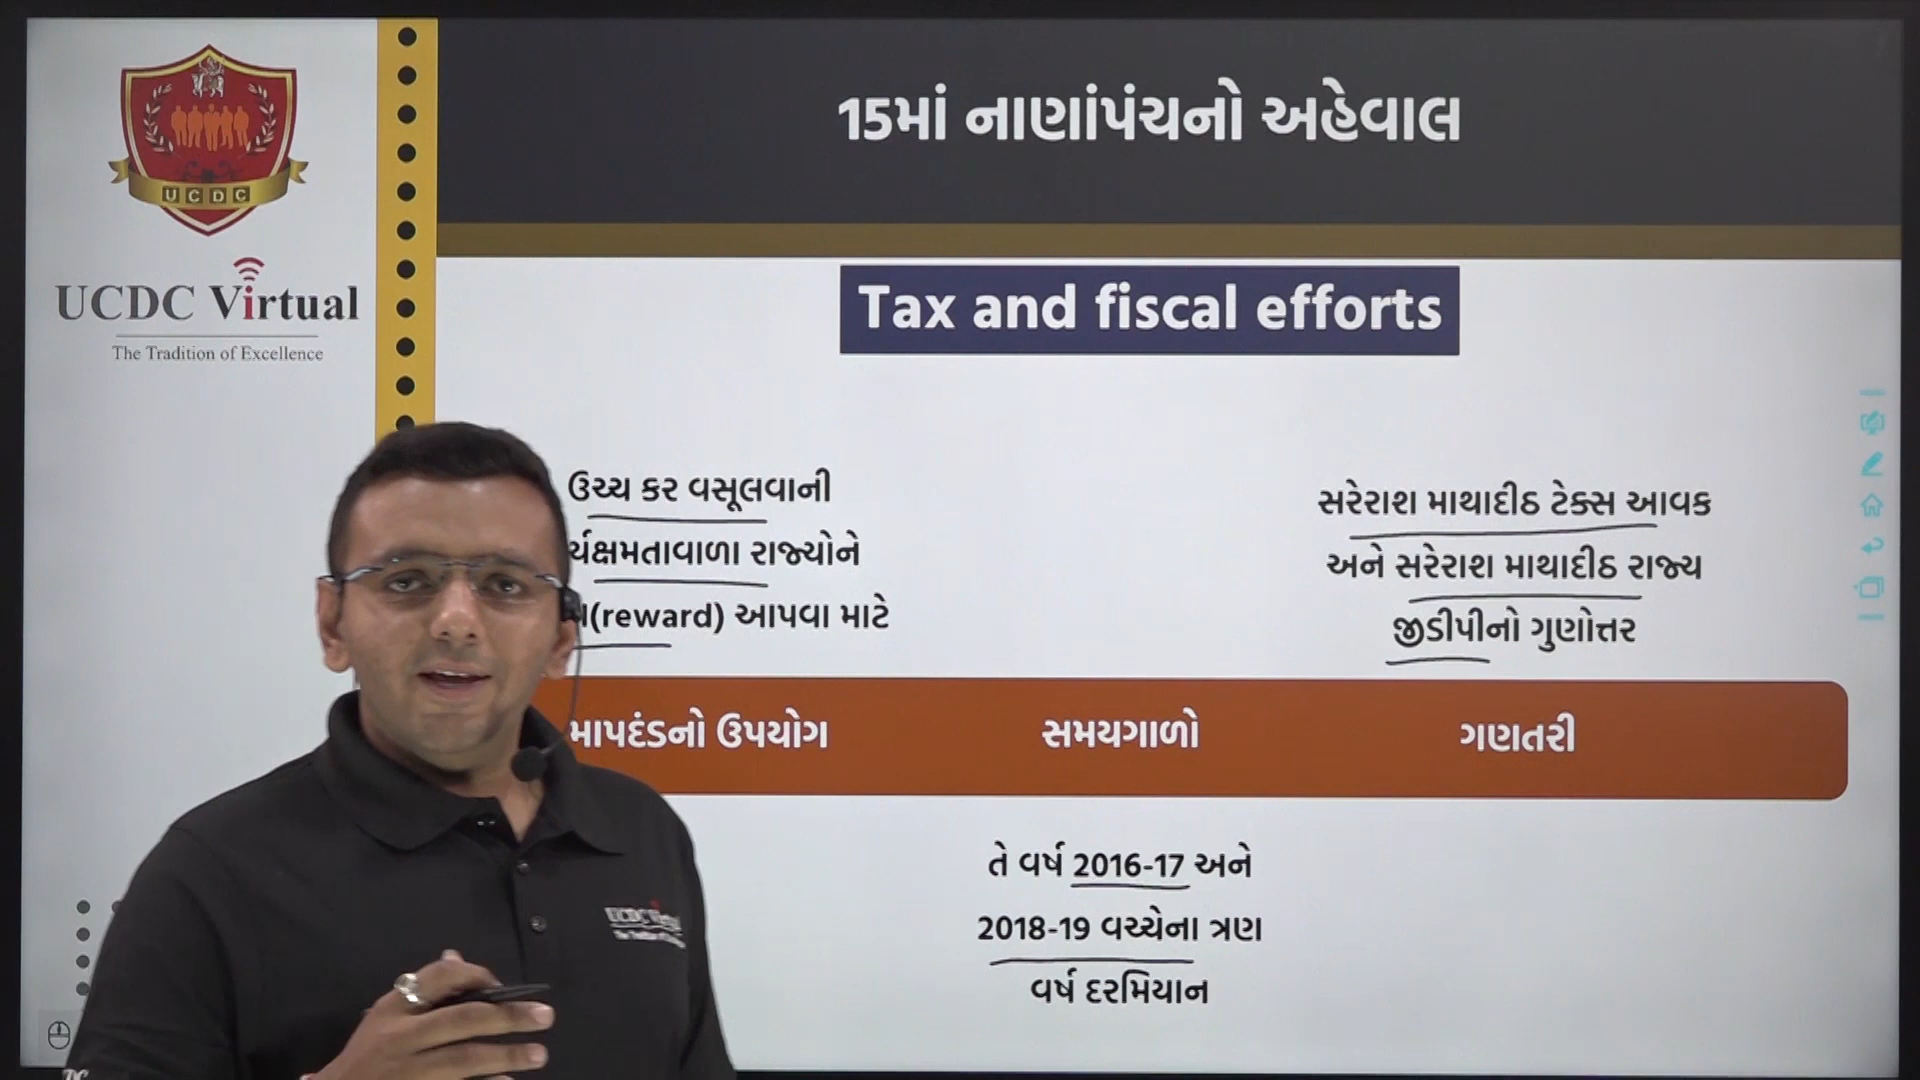 UCDC
UCDC Virtual
The Tradition of Excellence
15માં નાણાંપંચનો અહેવાલ
Tax and fiscal efforts
ઉચ્ચ કર વસૂલવાની
ર્યક્ષમતાવાળા રાજ્યોને
(reward) આપવા માટે
સરેરાશ માથાદીઠ ટેક્સ આવક
અને સરેરાશ માથાદીઠ રાજ્ય
જીડીપીનો ગુણોત્તર
માપદંડનો ઉપયોગ
સમયગાળો
ગણતરી
તે વર્ષ 2016-17 અને
2018-19 વચ્ચેના ત્રણ
વર્ષ દરમિયાન
UCDC Virtual